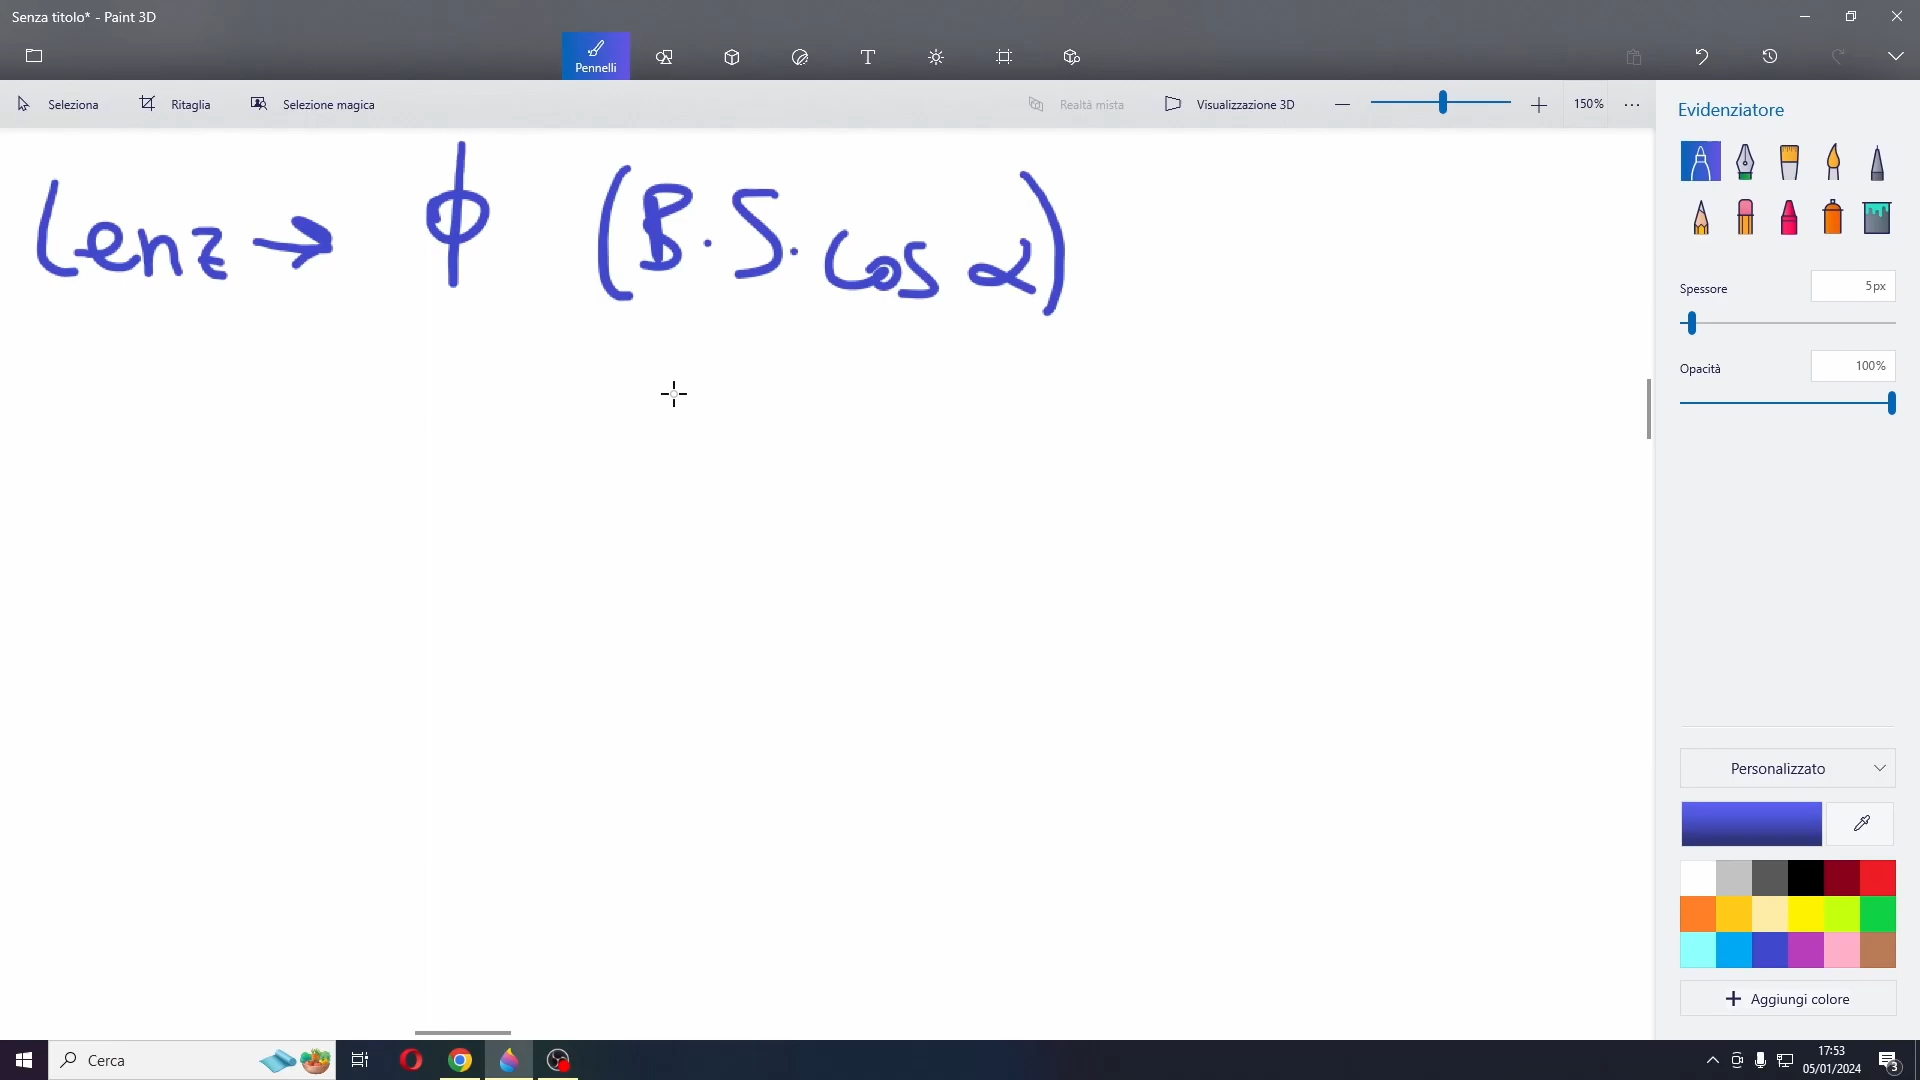 Senza titolo* - Paint 3D
Pennelli
Seleziona Ritaglia Selezione magica Realtà mista Visualizzazione 3D 150%
Evidenziatore
Lenz → ϕ (B · S · cos α)
Spessore 5px
Opacità 100%
Personalizzato
Aggiungi colore
Cerca
17:53
05/01/2024
3